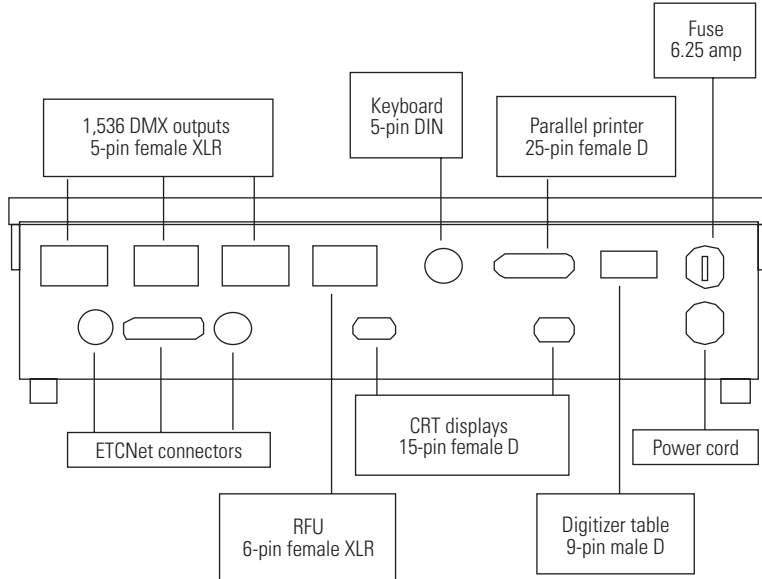 Fuse
6.25 amp
1,536 DMX outputs
5-pin female XLR
Keyboard
5-pin DIN
Parallel printer
25-pin female D
ETCNet connectors
CRT displays
15-pin female D
Power cord
RFU
6-pin female XLR
Digitizer table
9-pin male D